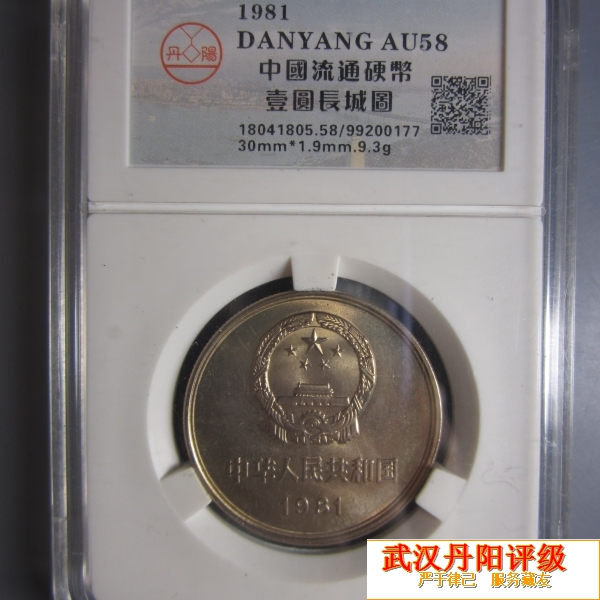 1981
DANYANG AU58
中國流通硬幣
壹圓長城圖
18041805.58/99200177
30mm*1.9mm.9.3g
丹陽
中华人民共和国
1981
武汉丹阳评级
严于律己 服务藏友